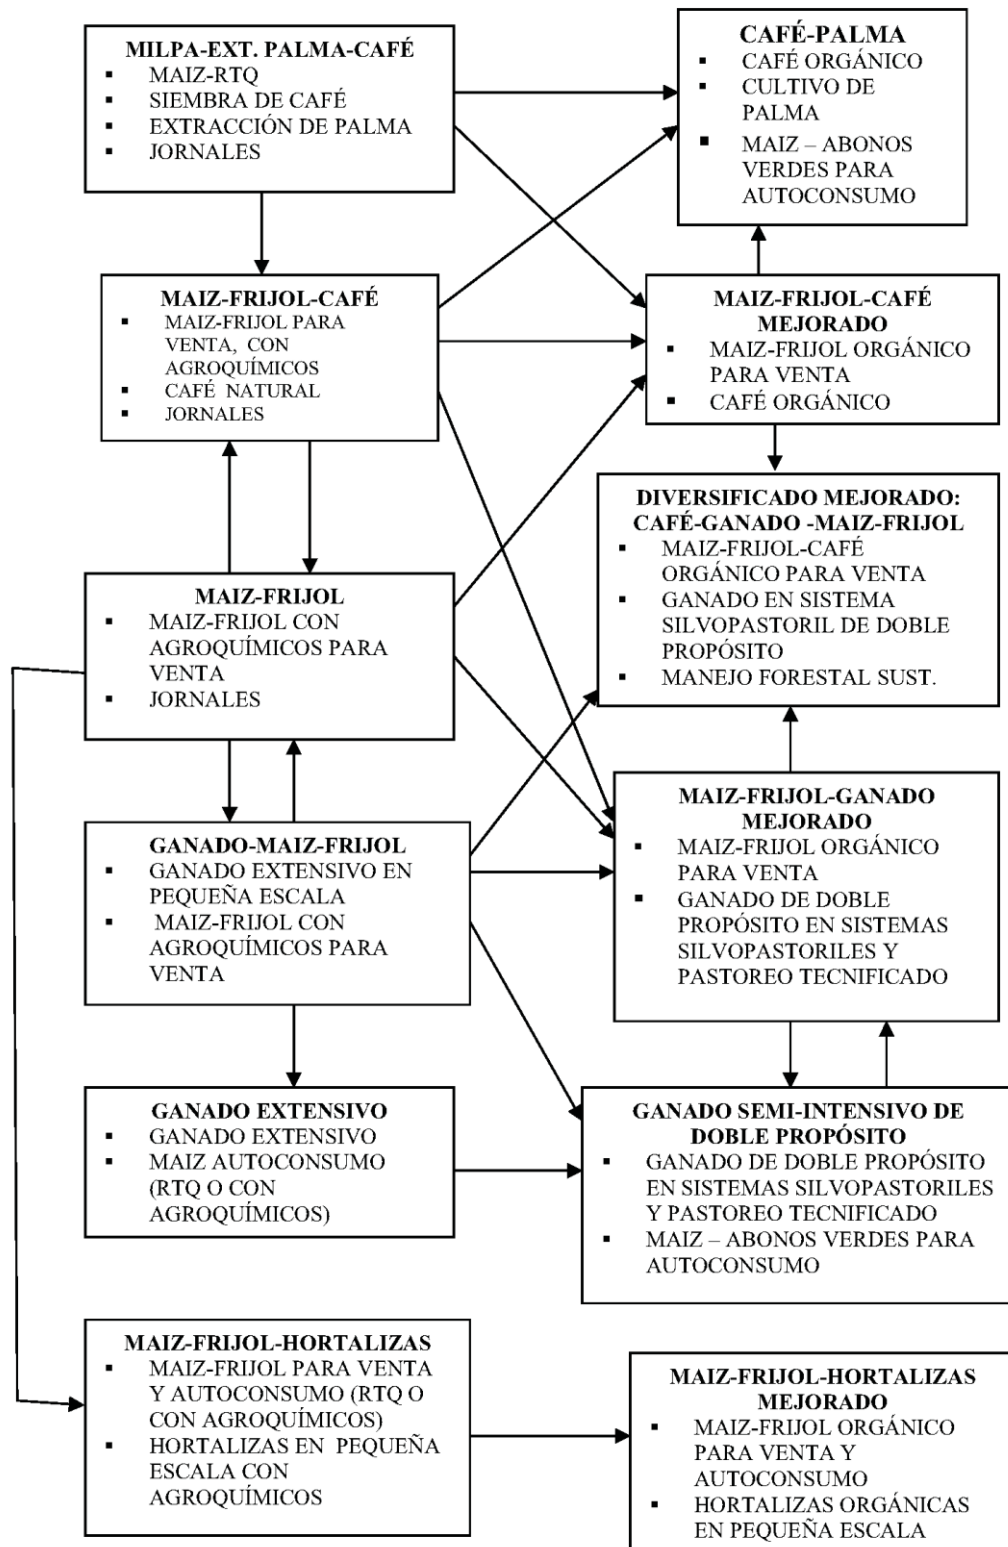 MILPA-EXT. PALMA-CAFÉ
▪ MAIZ-RTQ
▪ SIEMBRA DE CAFÉ
▪ EXTRACCIÓN DE PALMA
▪ JORNALES
CAFÉ-PALMA
▪ CAFÉ ORGÁNICO
▪ CULTIVO DE
PALMA
▪ MAIZ – ABONOS
VERDES PARA
AUTOCONSUMO
MAIZ-FRIJOL-CAFÉ
▪ MAIZ-FRIJOL PARA
VENTA, CON
AGROQUÍMICOS
▪ CAFÉ NATURAL
▪ JORNALES
MAIZ-FRIJOL-CAFÉ
MEJORADO
▪ MAIZ-FRIJOL ORGÁNICO
PARA VENTA
▪ CAFÉ ORGÁNICO
DIVERSIFICADO MEJORADO:
CAFÉ-GANADO -MAIZ-FRIJOL
▪ MAIZ-FRIJOL-CAFÉ
ORGÁNICO PARA VENTA
▪ GANADO EN SISTEMA
SILVOPASTORIL DE DOBLE
PROPÓSITO
▪ MANEJO FORESTAL SUST.
MAIZ-FRIJOL
▪ MAIZ-FRIJOL CON
AGROQUÍMICOS PARA
VENTA
▪ JORNALES
MAIZ-FRIJOL-GANADO
MEJORADO
▪ MAIZ-FRIJOL ORGÁNICO
PARA VENTA
▪ GANADO DE DOBLE
PROPÓSITO EN SISTEMAS
SILVOPASTORILES Y
PASTOREO TECNIFICADO
GANADO-MAIZ-FRIJOL
▪ GANADO EXTENSIVO EN
PEQUEÑA ESCALA
▪ MAIZ-FRIJOL CON
AGROQUÍMICOS PARA
VENTA
GANADO EXTENSIVO
▪ GANADO EXTENSIVO
▪ MAIZ AUTOCONSUMO
(RTQ O CON
AGROQUÍMICOS)
GANADO SEMI-INTENSIVO DE
DOBLE PROPÓSITO
▪ GANADO DE DOBLE PROPÓSITO
EN SISTEMAS SILVOPASTORILES
Y PASTOREO TECNIFICADO
▪ MAIZ – ABONOS VERDES PARA
AUTOCONSUMO
MAIZ-FRIJOL-HORTALIZAS
▪ MAIZ-FRIJOL PARA VENTA
Y AUTOCONSUMO (RTQ O
CON AGROQUÍMICOS)
▪ HORTALIZAS EN PEQUEÑA
ESCALA CON
AGROQUÍMICOS
MAIZ-FRIJOL-HORTALIZAS
MEJORADO
▪ MAIZ-FRIJOL ORGÁNICO
PARA VENTA Y
AUTOCONSUMO
▪ HORTALIZAS ORGÁNICAS
EN PEQUEÑA ESCALA